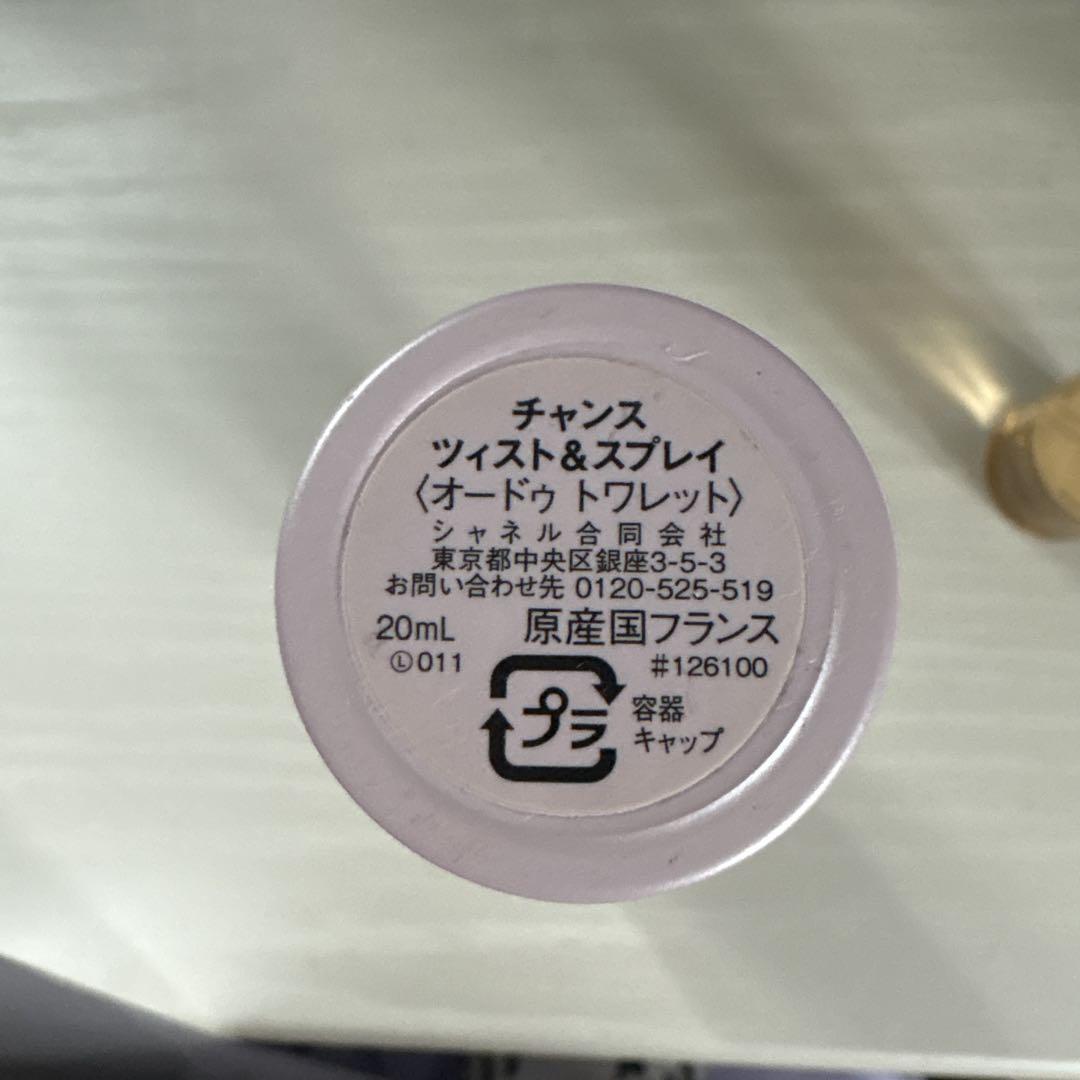 チャンス
ツィスト&スプレイ
〈オードゥ トワレット〉
シャネル合同会社
東京都中央区銀座3-5-3
お問い合わせ先 0120-525-519
20mL 原産国フランス
Ⓛ011 #126100
プラ 容器
キャップ